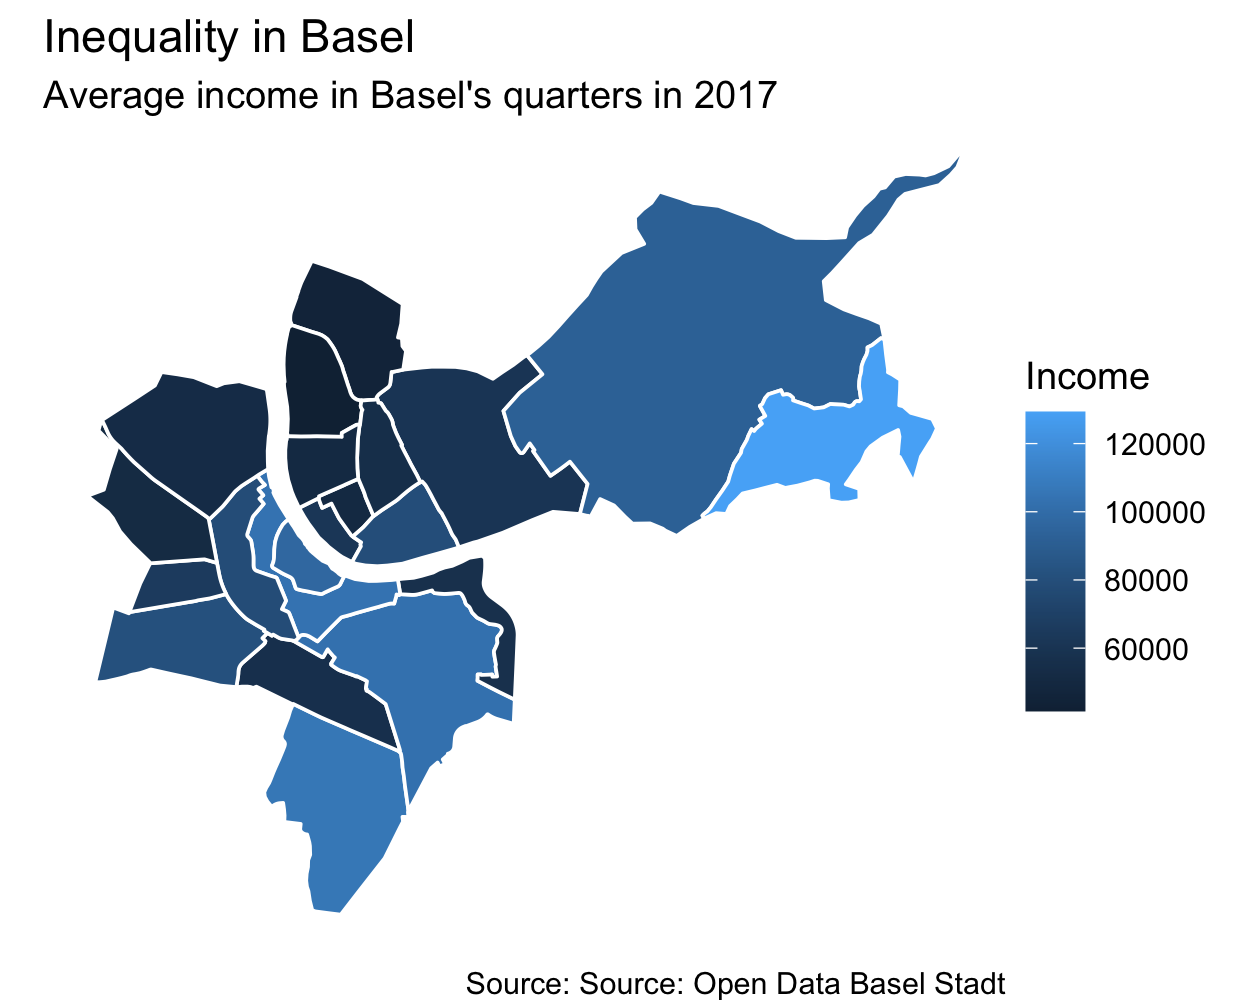 Inequality in Basel
Average income in Basel's quarters in 2017
Income
120000
100000
80000
60000
Source: Source: Open Data Basel Stadt